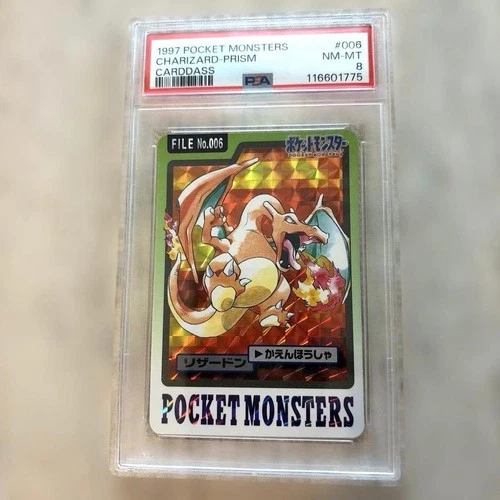 1997 POCKET MONSTERS #006
CHARIZARD-PRISM NM-MT
CARDDASS 8
PSA 116601775
FILE No.006
ポケットモンスター
リザードン
▶かえんほうしゃ
POCKET MONSTERS